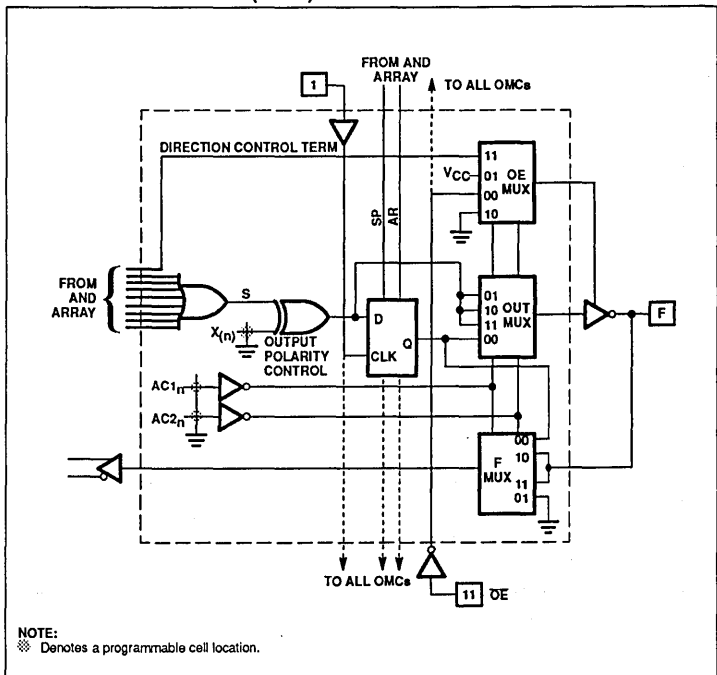 FROM AND
ARRAY
1
TO ALL OMCs
DIRECTION CONTROL TERM
11
VCC
01
OE
00
MUX
10
SP
AR
FROM
AND
ARRAY
S
X(n)
OUTPUT
POLARITY
CONTROL
D
Q
CLK
01
10
OUT
11
MUX
00
AC1n
AC2n
00
10
F
MUX
11
01
F
TO ALL OMCs
11
OE
NOTE:
Denotes a programmable cell location.